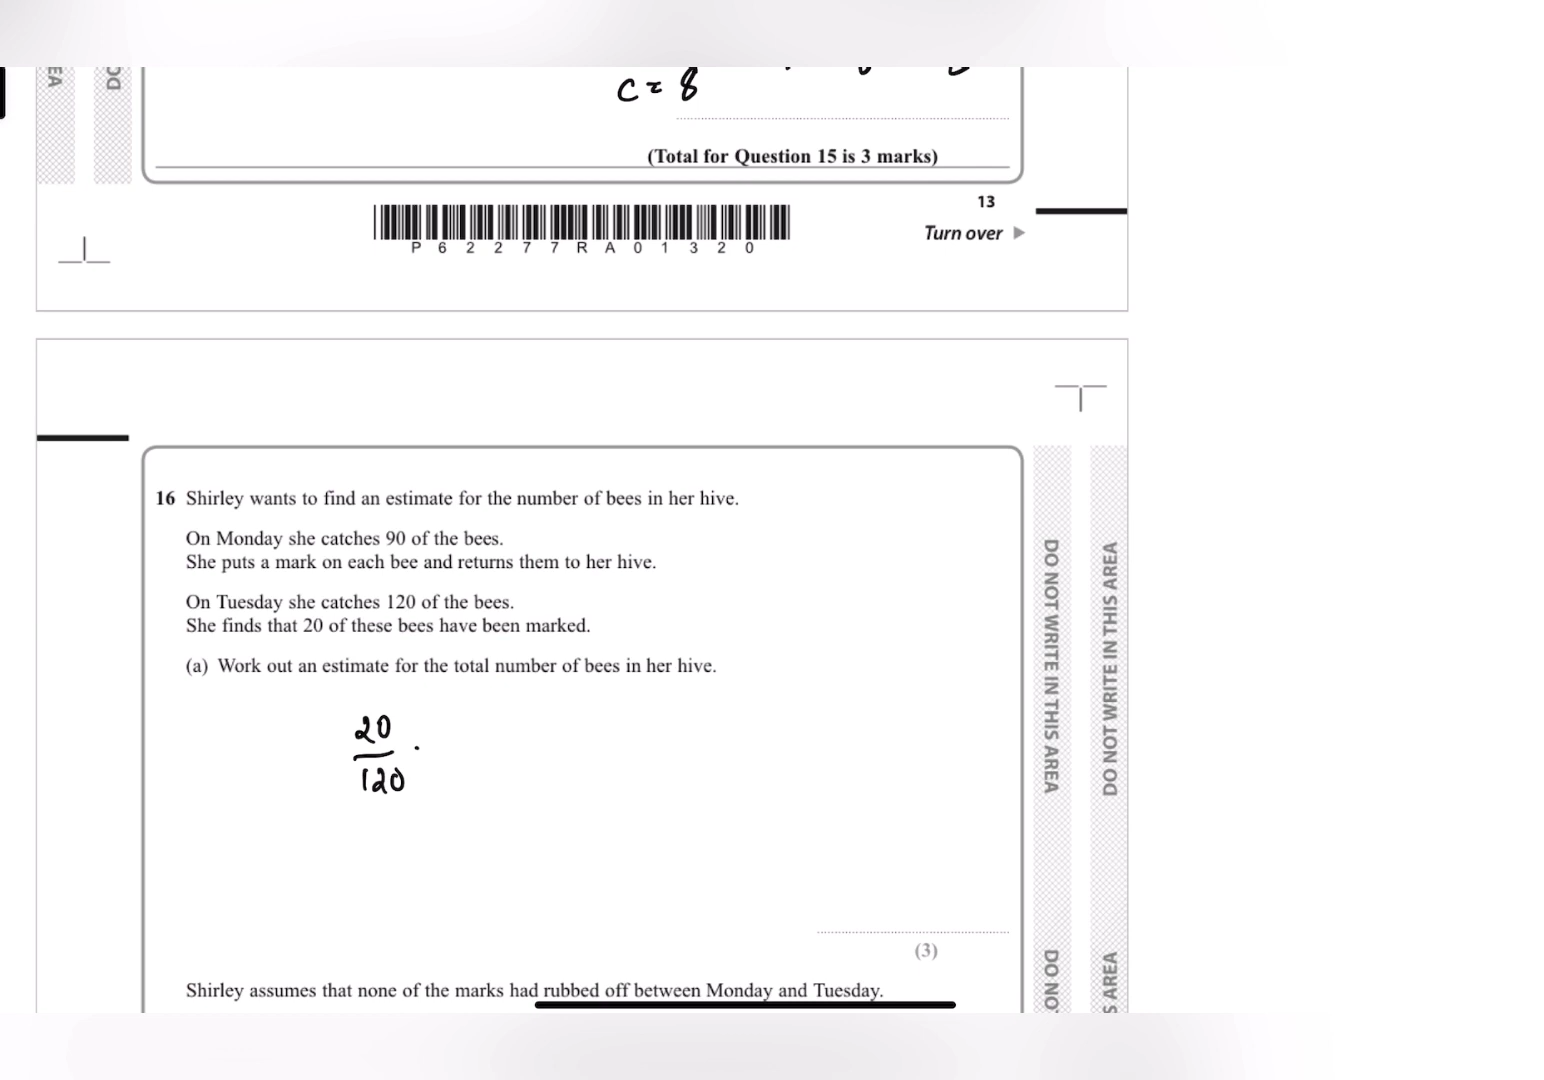 EA
DO
c = 8
(Total for Question 15 is 3 marks)
13
P 6 2 2 7 7 R A 0 1 3 2 0
Turn over
16 Shirley wants to find an estimate for the number of bees in her hive.
On Monday she catches 90 of the bees.
She puts a mark on each bee and returns them to her hive.
On Tuesday she catches 120 of the bees.
She finds that 20 of these bees have been marked.
(a) Work out an estimate for the total number of bees in her hive.
20
120
(3)
Shirley assumes that none of the marks had rubbed off between Monday and Tuesday.
DO NOT WRITE IN THIS AREA
DO NOT WRITE IN THIS AREA
DO NO
S AREA